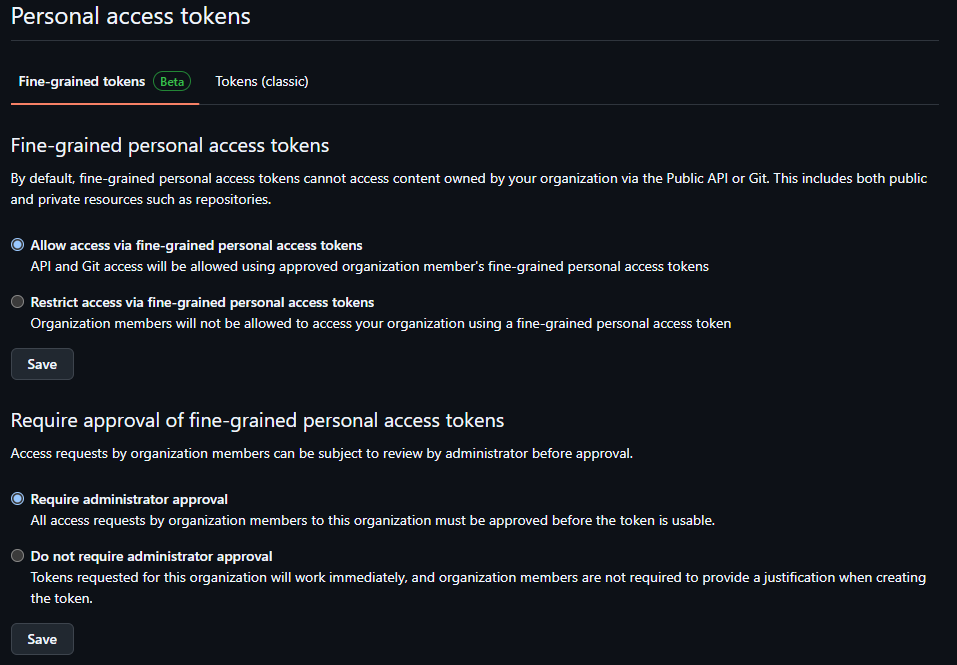 Personal access tokens
Fine-grained tokens Beta Tokens (classic)
Fine-grained personal access tokens
By default, fine-grained personal access tokens cannot access content owned by your organization via the Public API or Git. This includes both public
and private resources such as repositories.
Allow access via fine-grained personal access tokens
API and Git access will be allowed using approved organization member's fine-grained personal access tokens
Restrict access via fine-grained personal access tokens
Organization members will not be allowed to access your organization using a fine-grained personal access token
Save
Require approval of fine-grained personal access tokens
Access requests by organization members can be subject to review by administrator before approval.
Require administrator approval
All access requests by organization members to this organization must be approved before the token is usable.
Do not require administrator approval
Tokens requested for this organization will work immediately, and organization members are not required to provide a justification when creating
the token.
Save